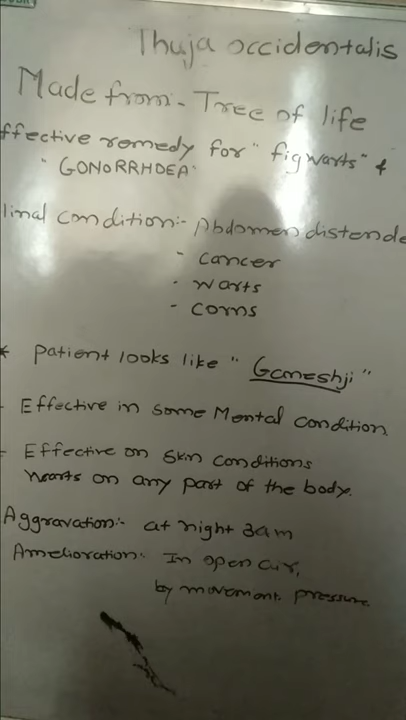 Thuja occidentalis
Made from - Tree of life
ffective remedy for "figwarts" &
"GONORRHOEA"
linal condition:- Abdomen distende
- cancer
- warts
- corns
* Patient looks like "Ganeshji"
- Effective in some Mental condition
- Effective on skin conditions
warts on any part of the body.
Aggravation:- at night 3am
Amelioration:- In open air,
by movement, pressure